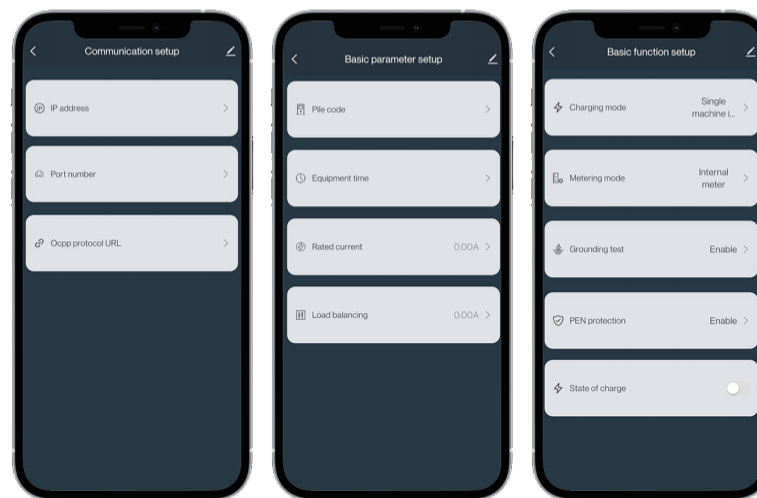 Communication setup
IP address
Port number
Ocpp protocol URL
Basic parameter setup
Pile code
Equipment time
Rated current 0.00A
Load balancing 0.00A
Basic function setup
Charging mode Single
machine i...
Metering mode Internal
meter
Grounding test Enable
PEN protection Enable
State of charge